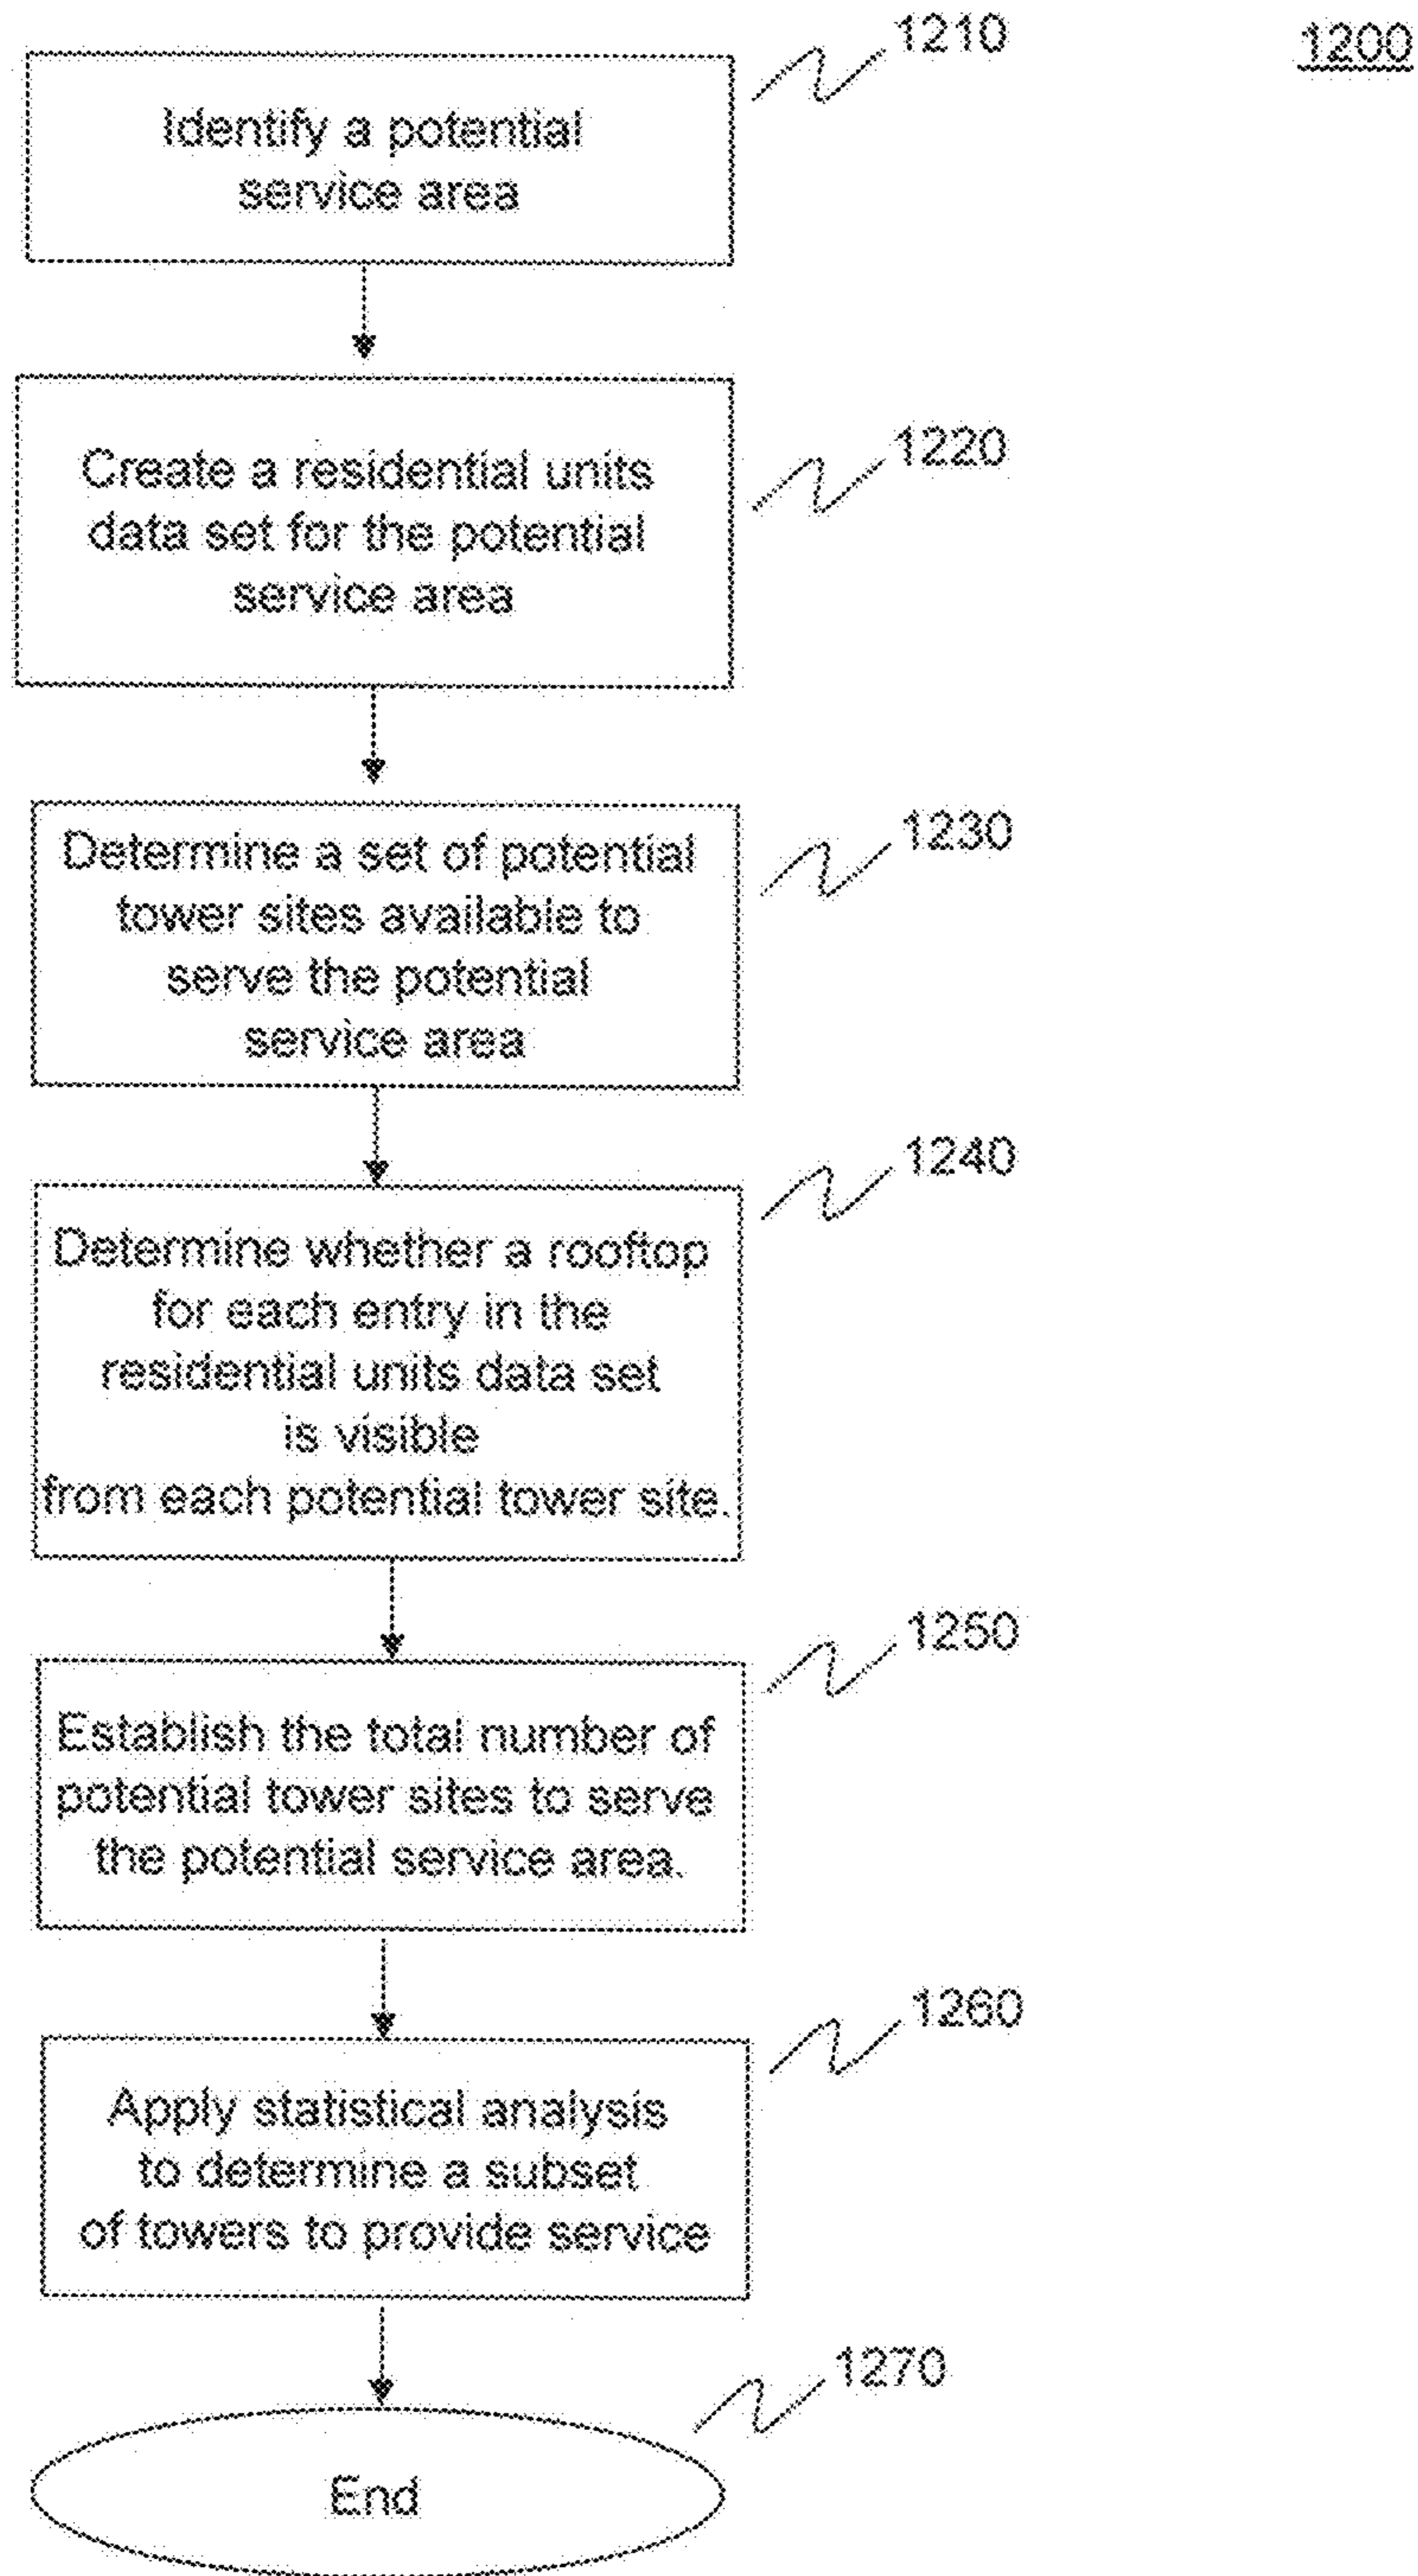 1210
1200
Identify a potential
service area
1220
Create a residential units
data set for the potential
service area
1230
Determine a set of potential
tower sites available to
serve the potential
service area
1240
Determine whether a rooftop
for each entry in the
residential units data set
is visible
from each potential tower site.
1250
Establish the total number of
potential tower sites to serve
the potential service area.
1260
Apply statistical analysis
to determine a subset
of towers to provide service
1270
End